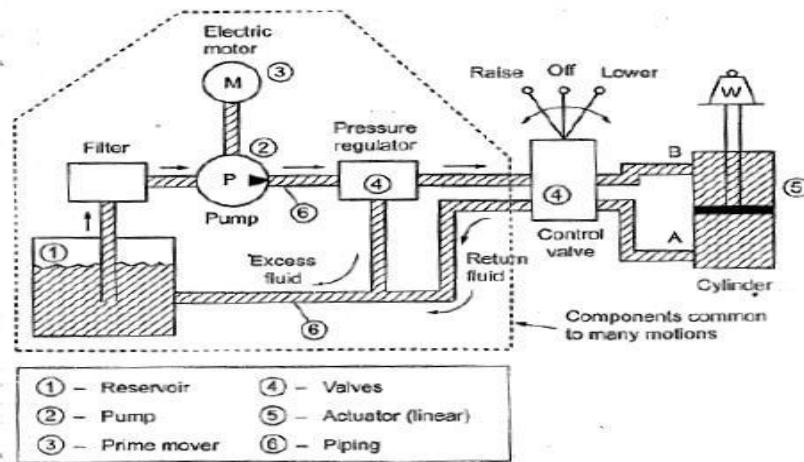 Electric
motor
M
③
Raise Off Lower
W
Filter
②
Pressure
regulator
P
Pump
⑥
④
④
B
⑤
①
Excess
fluid
Return
fluid
Control
valve
A
Cylinder
⑥
Components common
to many motions
① – Reservoir
④ – Valves
② – Pump
⑤ – Actuator (linear)
③ – Prime mover
⑥ – Piping